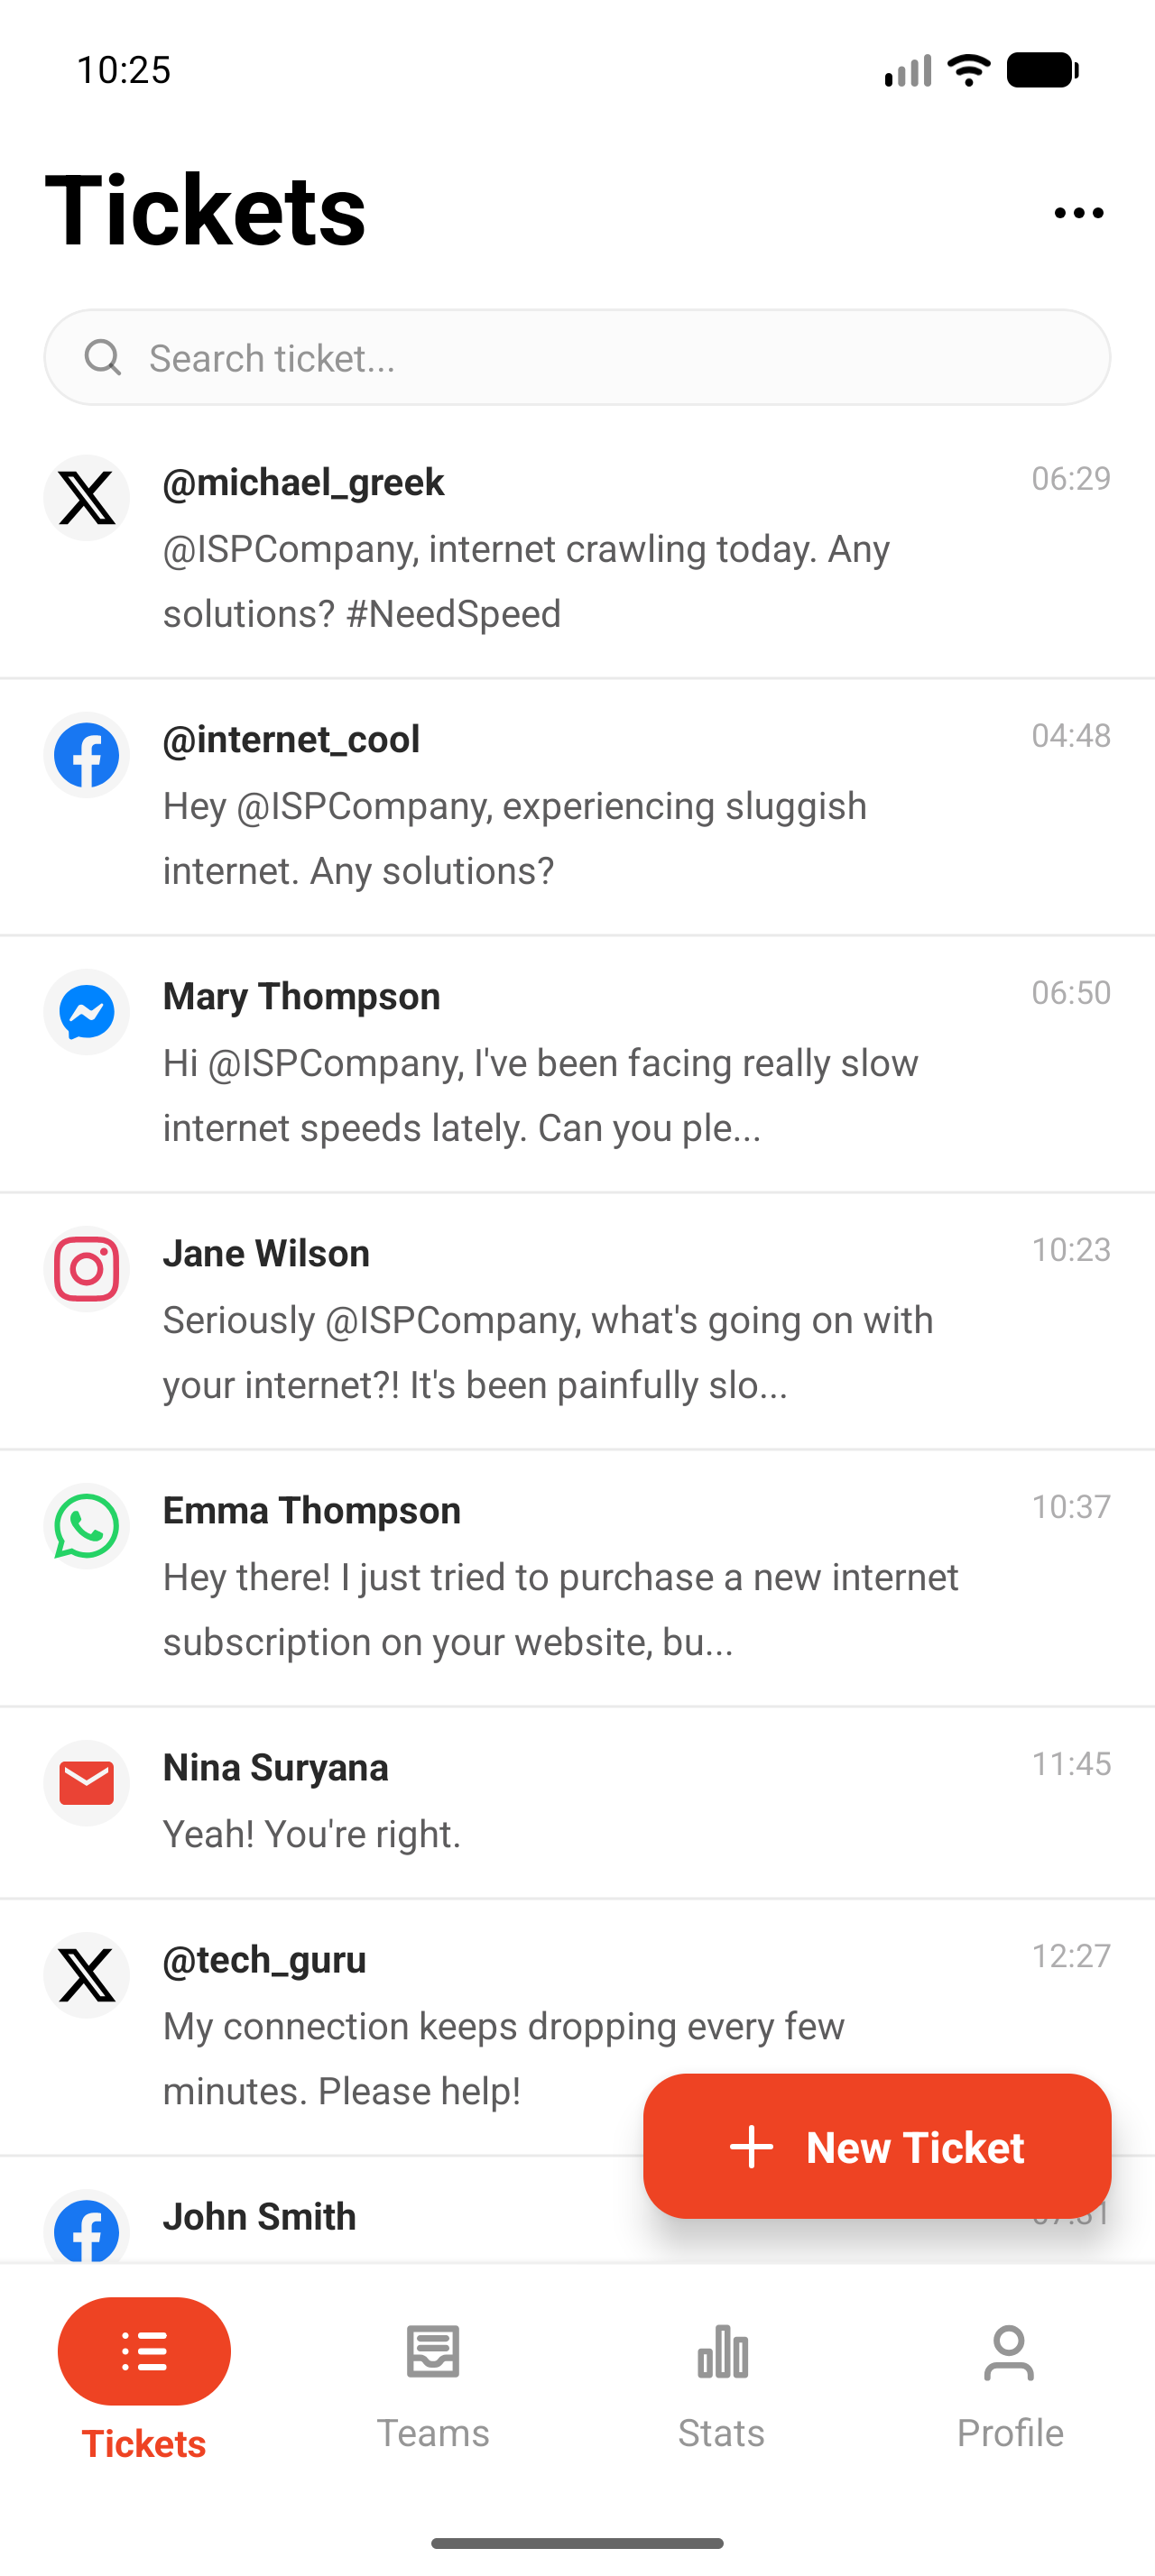 10:25
Tickets
Search ticket...
@michael_greek
06:29
@ISPCompany, internet crawling today. Any
solutions? #NeedSpeed
@internet_cool
04:48
Hey @ISPCompany, experiencing sluggish
internet. Any solutions?
Mary Thompson
06:50
Hi @ISPCompany, I've been facing really slow
internet speeds lately. Can you ple...
Jane Wilson
10:23
Seriously @ISPCompany, what's going on with
your internet?! It's been painfully slo...
Emma Thompson
10:37
Hey there! I just tried to purchase a new internet
subscription on your website, bu...
Nina Suryana
11:45
Yeah! You're right.
@tech_guru
12:27
My connection keeps dropping every few
minutes. Please help!
New Ticket
John Smith
Tickets
Teams
Stats
Profile